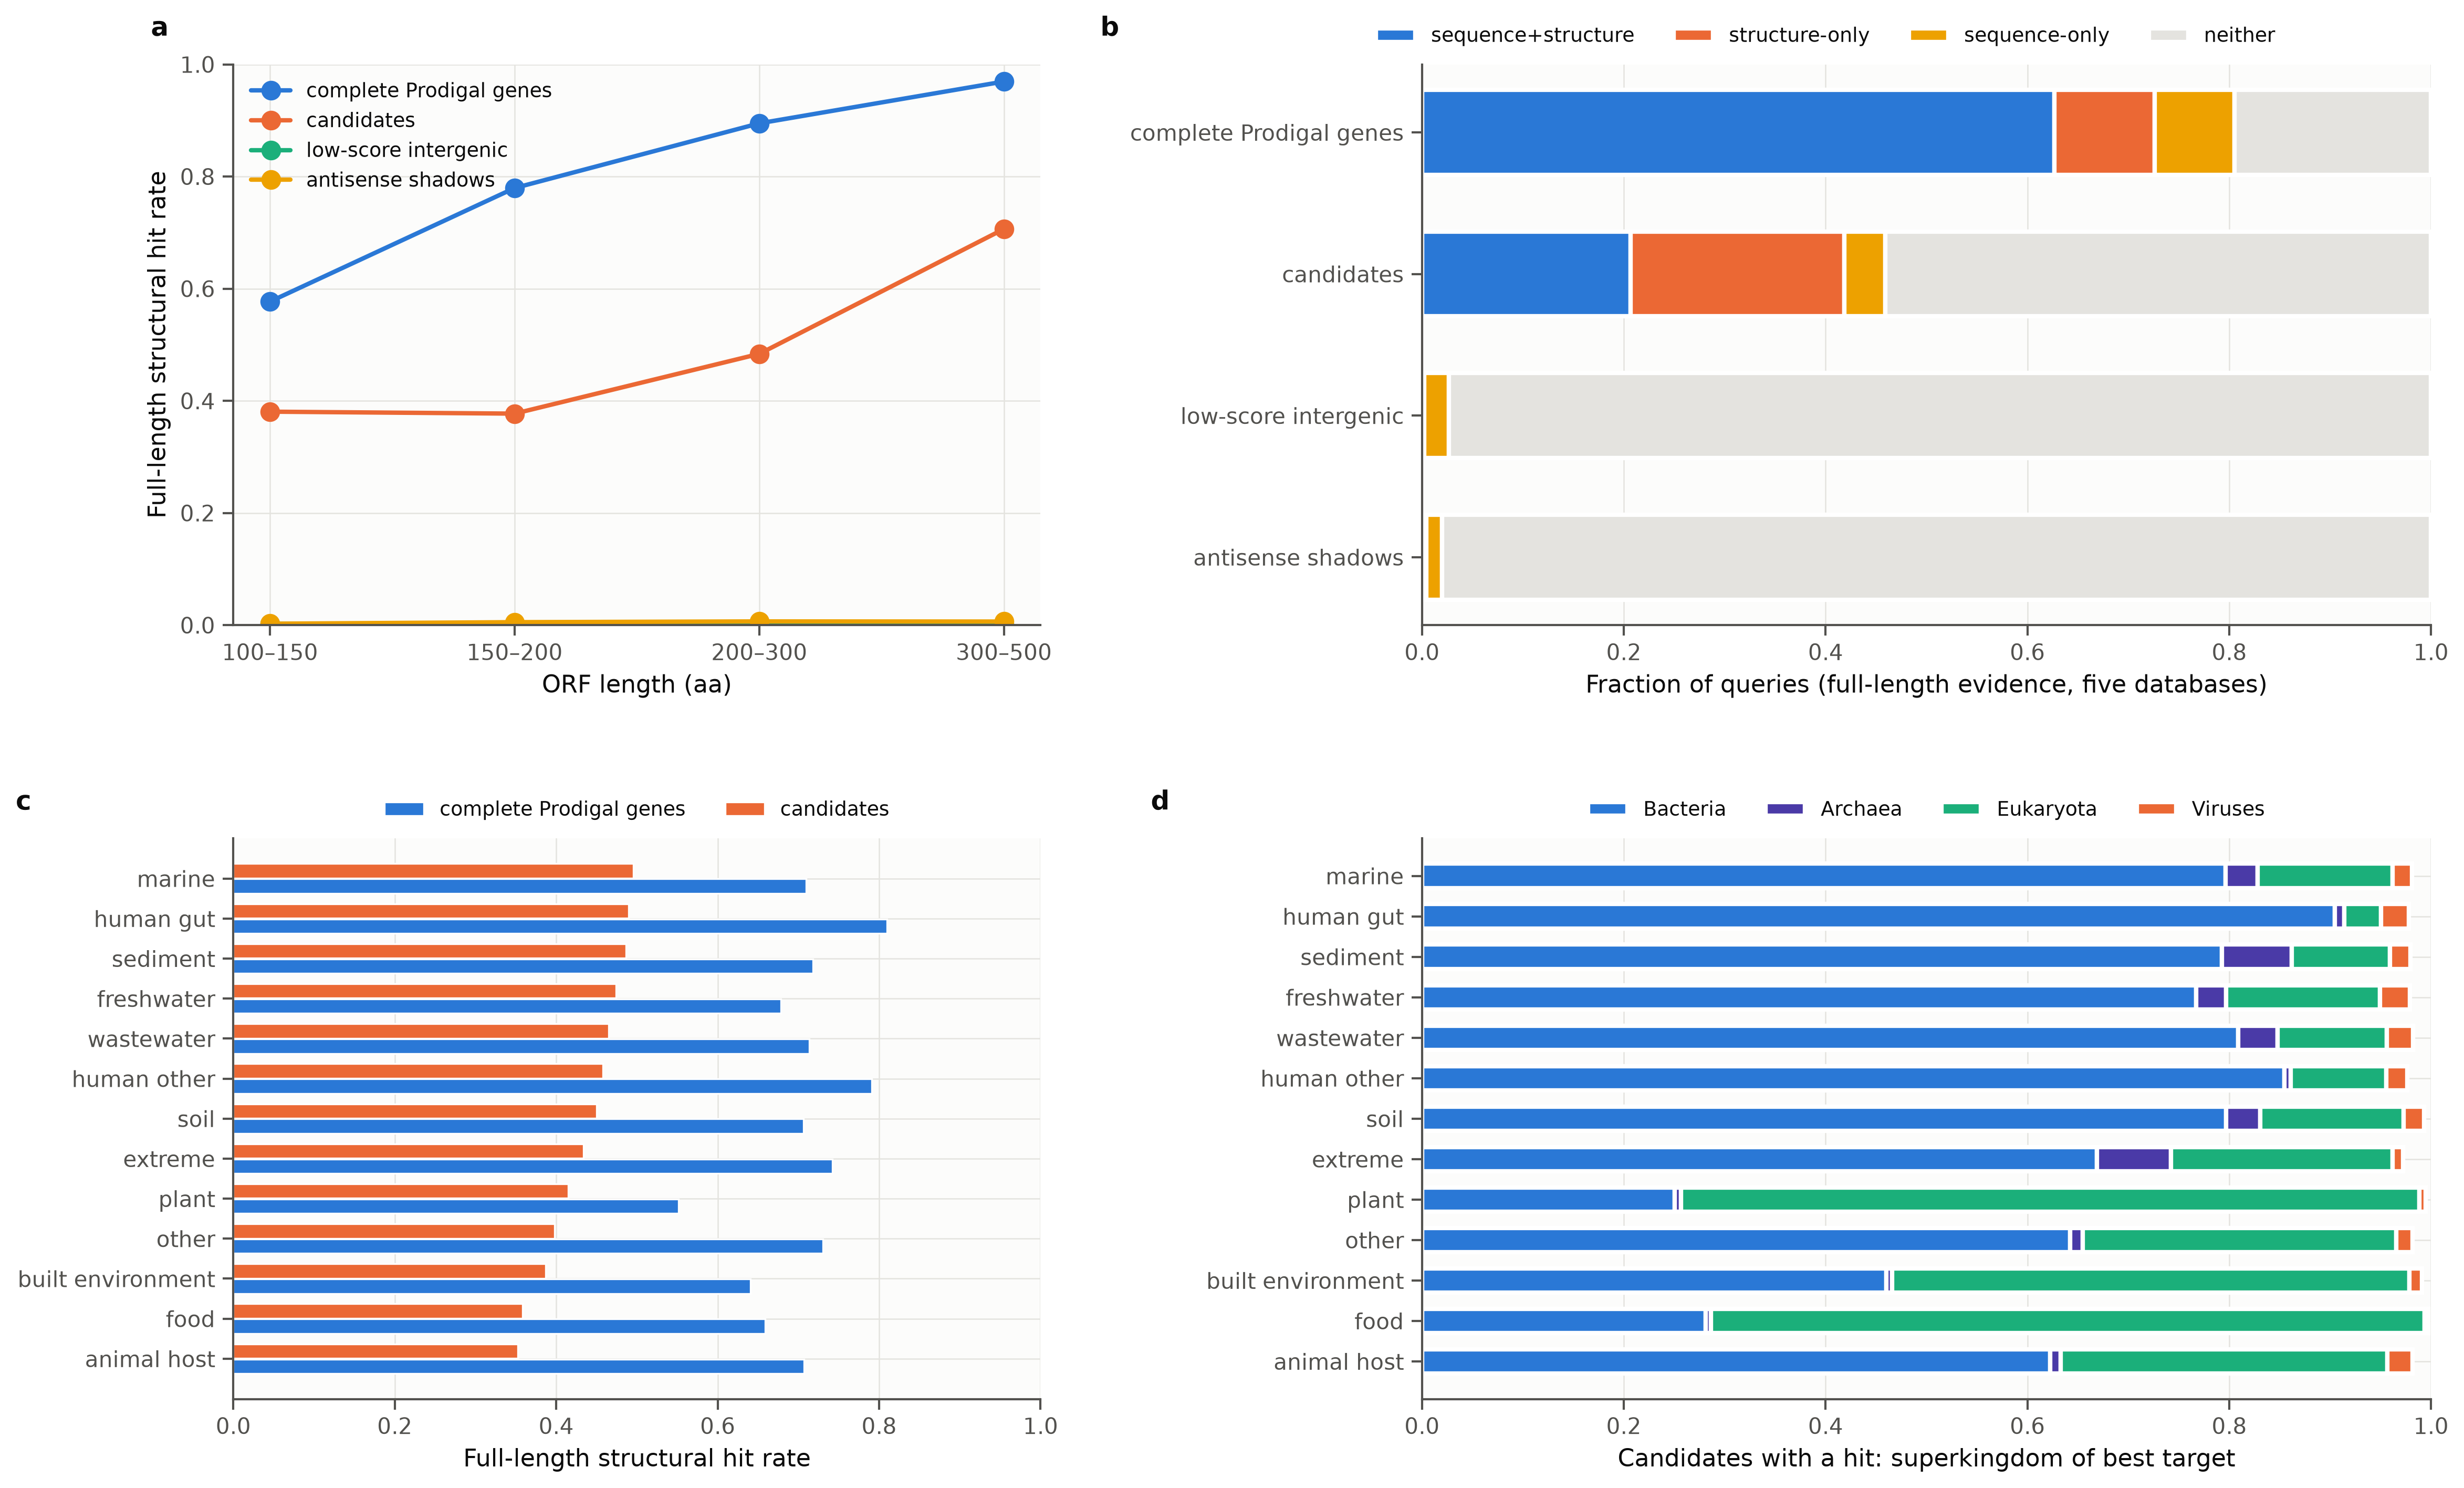 a
complete Prodigal genes
candidates
low-score intergenic
antisense shadows
Full-length structural hit rate
1.0
0.8
0.6
0.4
0.2
0.0
100–150
150–200
200–300
300–500
ORF length (aa)
b
sequence+structure
structure-only
sequence-only
neither
complete Prodigal genes
candidates
low-score intergenic
antisense shadows
0.0
0.2
0.4
0.6
0.8
1.0
Fraction of queries (full-length evidence, five databases)
c
complete Prodigal genes
candidates
marine
human gut
sediment
freshwater
wastewater
human other
soil
extreme
plant
other
built environment
food
animal host
0.0
0.2
0.4
0.6
0.8
1.0
Full-length structural hit rate
d
Bacteria
Archaea
Eukaryota
Viruses
marine
human gut
sediment
freshwater
wastewater
human other
soil
extreme
plant
other
built environment
food
animal host
0.0
0.2
0.4
0.6
0.8
1.0
Candidates with a hit: superkingdom of best target